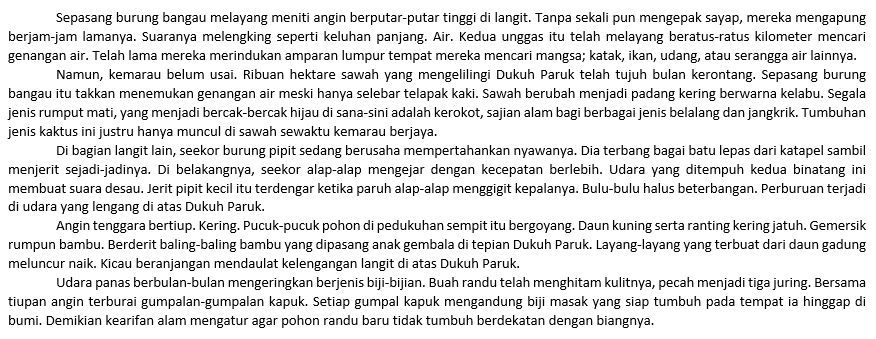 Sepasang burung bangau melayang meniti angin berputar-putar tinggi di langit. Tanpa sekali pun mengepak sayap, mereka mengapung
berjam-jam lamanya. Suaranya melengking seperti keluhan panjang. Air. Kedua unggas itu telah melayang beratus-ratus kilometer mencari
genangan air. Telah lama mereka merindukan amparan lumpur tempat mereka mencari mangsa; katak, ikan, udang, atau serangga air lainnya.
Namun, kemarau belum usai. Ribuan hektare sawah yang mengelilingi Dukuh Paruk telah tujuh bulan kerontang. Sepasang burung
bangau itu takkan menemukan genangan air meski hanya selebar telapak kaki. Sawah berubah menjadi padang kering berwarna kelabu. Segala
jenis rumput mati, yang menjadi bercak-bercak hijau di sana-sini adalah kerokot, sajian alam bagi berbagai jenis belalang dan jangkrik. Tumbuhan
jenis kaktus ini justru hanya muncul di sawah sewaktu kemarau berjaya.
Di bagian langit lain, seekor burung pipit sedang berusaha mempertahankan nyawanya. Dia terbang bagai batu lepas dari katapel sambil
menjerit sejadi-jadinya. Di belakangnya, seekor alap-alap mengejar dengan kecepatan berlebih. Udara yang ditempuh kedua binatang ini
membuat suara desau. Jerit pipit kecil itu terdengar ketika paruh alap-alap menggigit kepalanya. Bulu-bulu halus beterbangan. Perburuan terjadi
di udara yang lengang di atas Dukuh Paruk.
Angin tenggara bertiup. Kering. Pucuk-pucuk pohon di pedukuhan sempit itu bergoyang. Daun kuning serta ranting kering jatuh. Gemersik
rumpun bambu. Berderit baling-baling bambu yang dipasang anak gembala di tepian Dukuh Paruk. Layang-layang yang terbuat dari daun gadung
meluncur naik. Kicau beranjangan mendaulat kelengangan langit di atas Dukuh Paruk.
Udara panas berbulan-bulan mengeringkan berjenis biji-bijian. Buah randu telah menghitam kulitnya, pecah menjadi tiga juring. Bersama
tiupan angin terburai gumpalan-gumpalan kapuk. Setiap gumpal kapuk mengandung biji masak yang siap tumbuh pada tempat ia hinggap di
bumi. Demikian kearifan alam mengatur agar pohon randu baru tidak tumbuh berdekatan dengan biangnya.